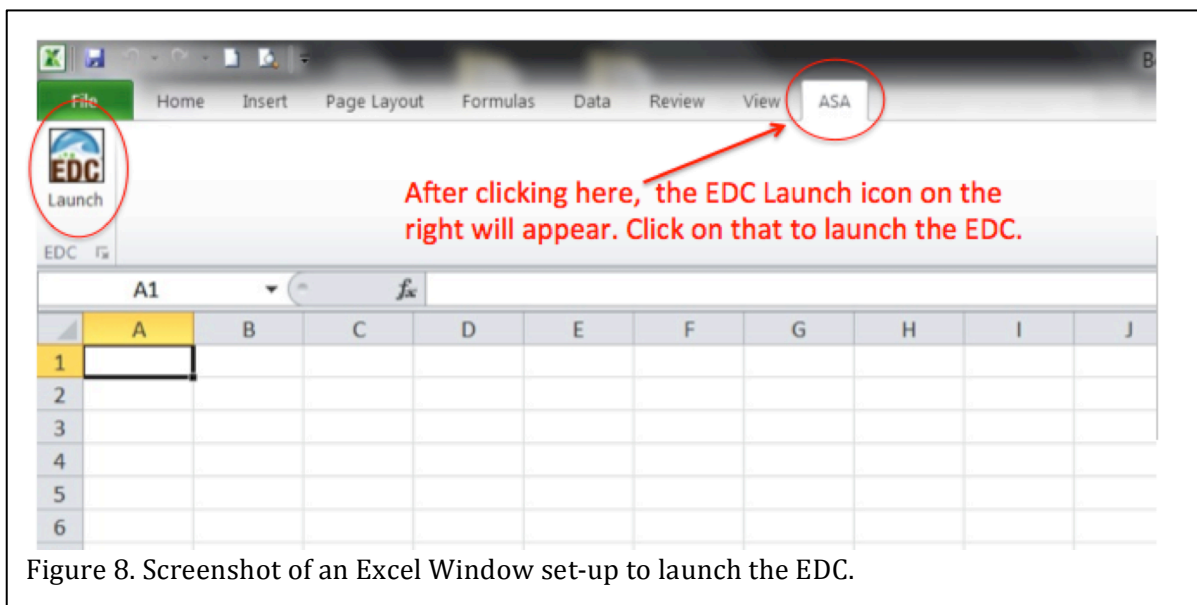 B
File Home Insert Page Layout Formulas Data Review View ASA
EDC
Launch
After clicking here, the EDC Launch icon on the
right will appear. Click on that to launch the EDC.
EDC
A1 fx
A B C D E F G H I J
1
2
3
4
5
6
Figure 8. Screenshot of an Excel Window set-up to launch the EDC.